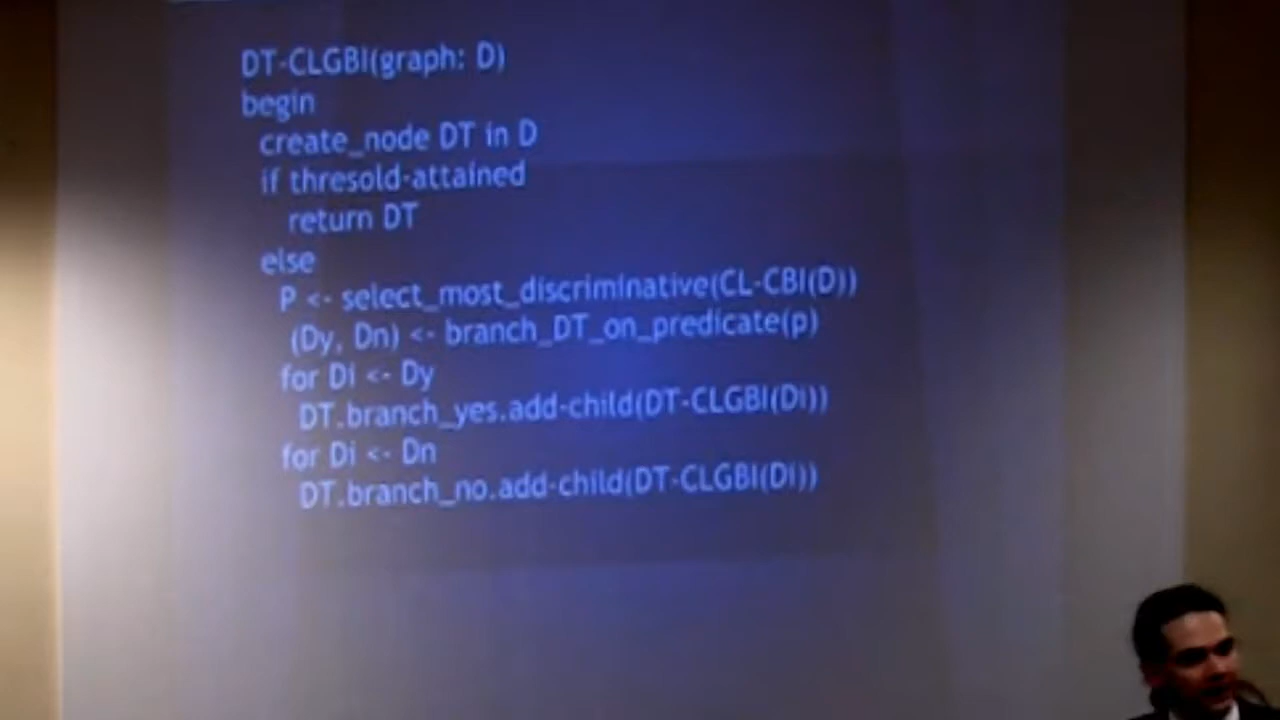 DT-CLGBI(graph: D)
begin
create_node DT in D
if thresold-attained
return DT
else
P <- select_most_discriminative(CL-CBI(D))
(Dy, Dn) <- branch_DT_on_predicate(p)
for Di <- Dy
DT.branch_yes.add-child(DT-CLGBI(Di))
for Di <- Dn
DT.branch_no.add-child(DT-CLGBI(Di))